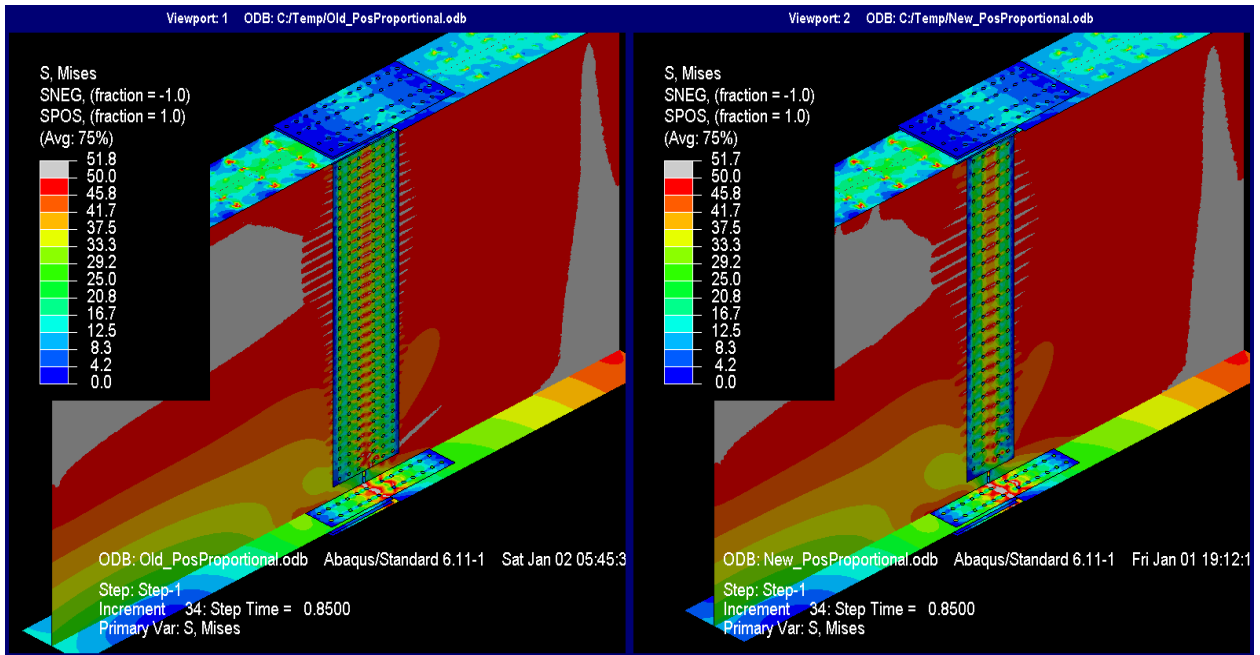 Viewport: 1 ODB: C:/Temp/Old_PosProportional.odb
S, Mises
SNEG, (fraction = -1.0)
SPOS, (fraction = 1.0)
(Avg: 75%)
51.8
50.0
45.8
41.7
37.5
33.3
29.2
25.0
20.8
16.7
12.5
8.3
4.2
0.0
ODB: Old_PosProportional.odb Abaqus/Standard 6.11-1 Sat Jan 02 05:45:3
Step: Step-1
Increment 34: Step Time = 0.8500
Primary Var: S, Mises
Viewport: 2 ODB: C:/Temp/New_PosProportional.odb
S, Mises
SNEG, (fraction = -1.0)
SPOS, (fraction = 1.0)
(Avg: 75%)
51.7
50.0
45.8
41.7
37.5
33.3
29.2
25.0
20.8
16.7
12.5
8.3
4.2
0.0
ODB: New_PosProportional.odb Abaqus/Standard 6.11-1 Fri Jan 01 19:12:1
Step: Step-1
Increment 34: Step Time = 0.8500
Primary Var: S, Mises